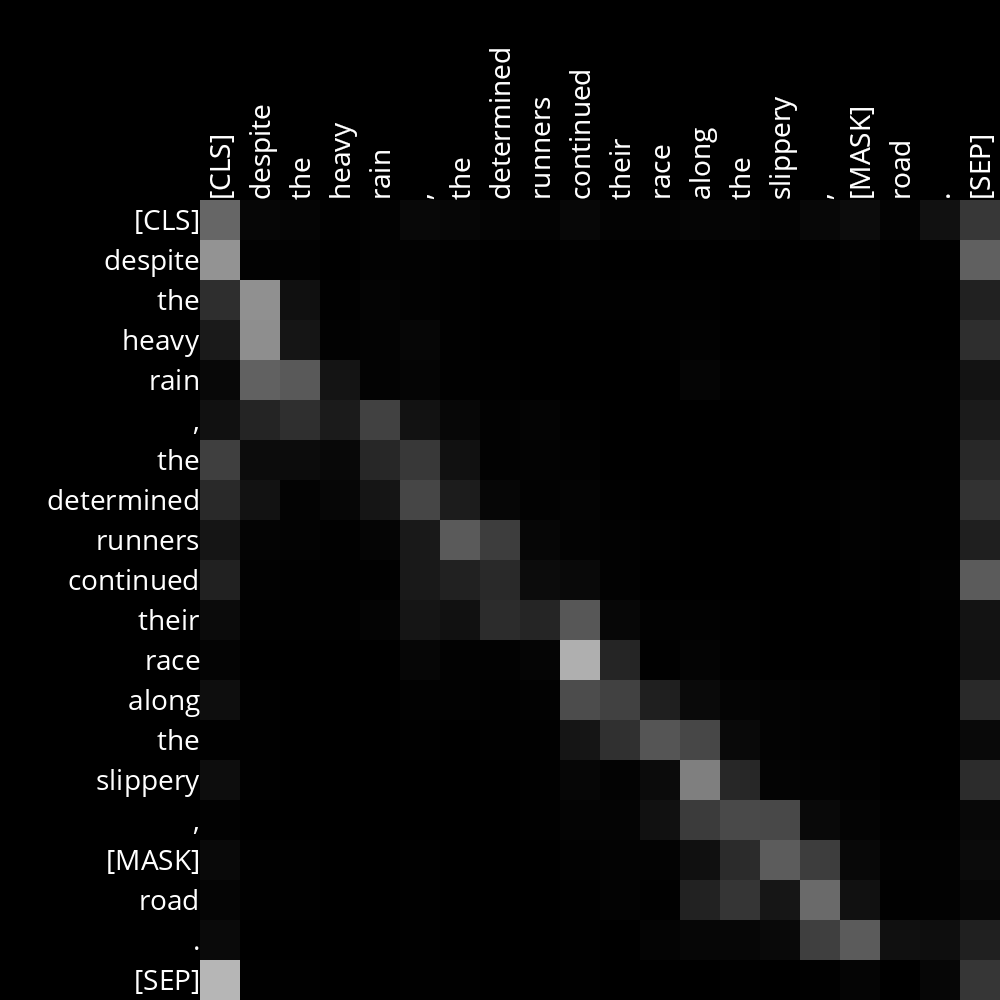 [CLS] despite the heavy rain , the determined runners continued their race along the slippery , [MASK] road . [SEP]
[CLS]
despite
the
heavy
rain
,
the
determined
runners
continued
their
race
along
the
slippery
,
[MASK]
road
.
[SEP]